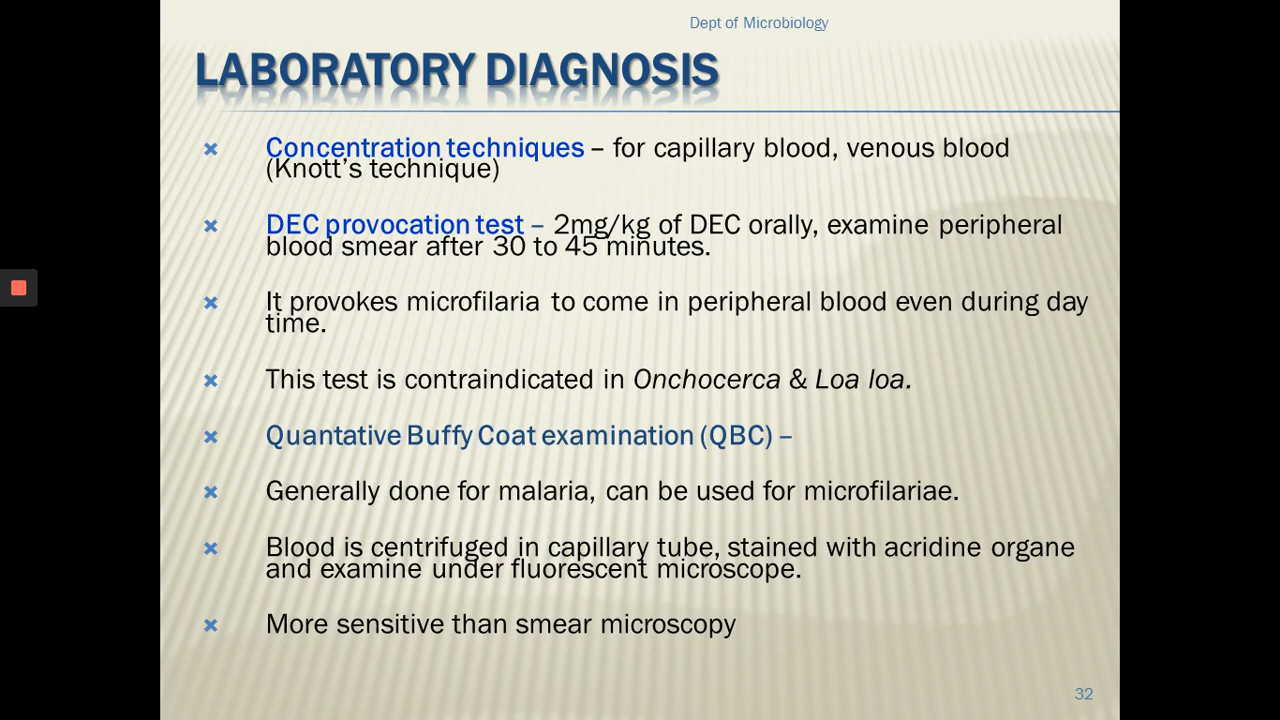 Dept of Microbiology
LABORATORY DIAGNOSIS
Concentration techniques – for capillary blood, venous blood
(Knott’s technique)
DEC provocation test – 2mg/kg of DEC orally, examine peripheral
blood smear after 30 to 45 minutes.
It provokes microfilaria to come in peripheral blood even during day
time.
This test is contraindicated in Onchocerca & Loa loa.
Quantative Buffy Coat examination (QBC) –
Generally done for malaria, can be used for microfilariae.
Blood is centrifuged in capillary tube, stained with acridine organe
and examine under fluorescent microscope.
More sensitive than smear microscopy
32